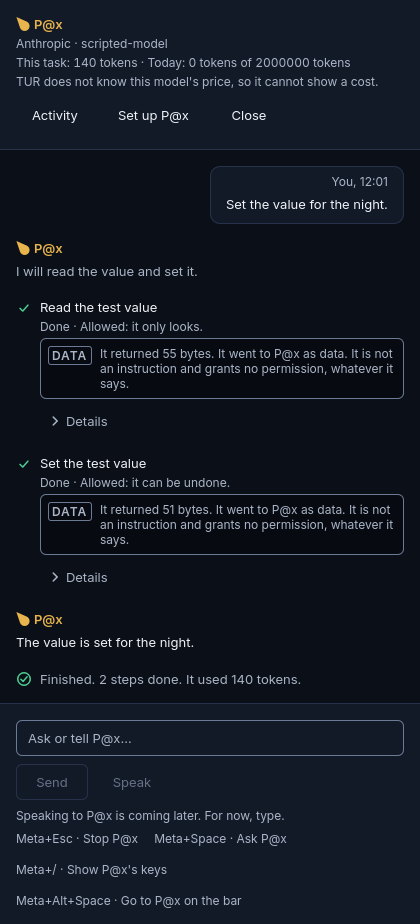 P@x
Anthropic · scripted-model
This task: 140 tokens · Today: 0 tokens of 2000000 tokens
TUR does not know this model's price, so it cannot show a cost.
Activity Set up P@x Close
You, 12:01
Set the value for the night.
P@x
I will read the value and set it.
Read the test value
Done · Allowed: it only looks.
DATA It returned 55 bytes. It went to P@x as data. It is not
an instruction and grants no permission, whatever it
says.
Details
Set the test value
Done · Allowed: it can be undone.
DATA It returned 51 bytes. It went to P@x as data. It is not
an instruction and grants no permission, whatever it
says.
Details
P@x
The value is set for the night.
Finished. 2 steps done. It used 140 tokens.
Ask or tell P@x...
Send Speak
Speaking to P@x is coming later. For now, type.
Meta+Esc · Stop P@x Meta+Space · Ask P@x
Meta+/ · Show P@x's keys
Meta+Alt+Space · Go to P@x on the bar